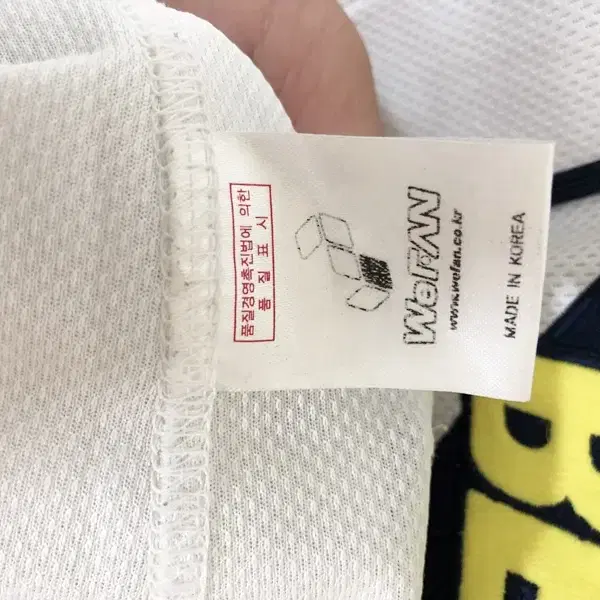 품질경영촉진법에 의한
품 질 표 시
WeFAN
www.wefan.co.kr
MADE IN KOREA